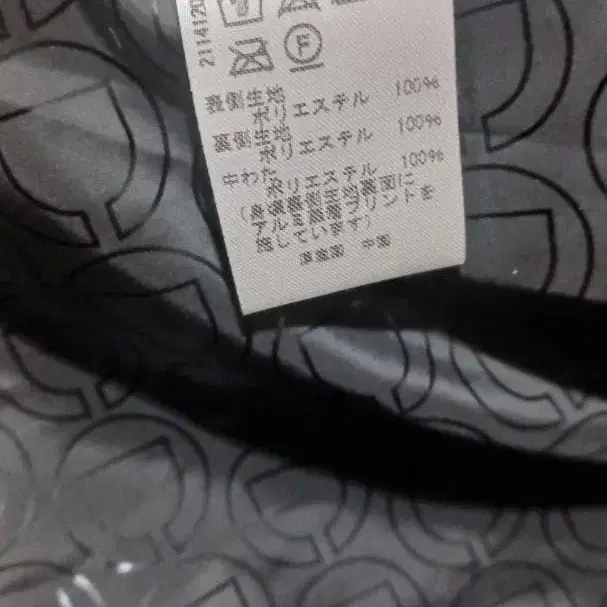 2114120
F
表側生地
ポリエステル 100%
裏側生地
ポリエステル 100%
中わた
ポリエステル 100%
(身頃裏側生地裏面に
アルミ蒸着プリントを
施しています)
原産国 中国